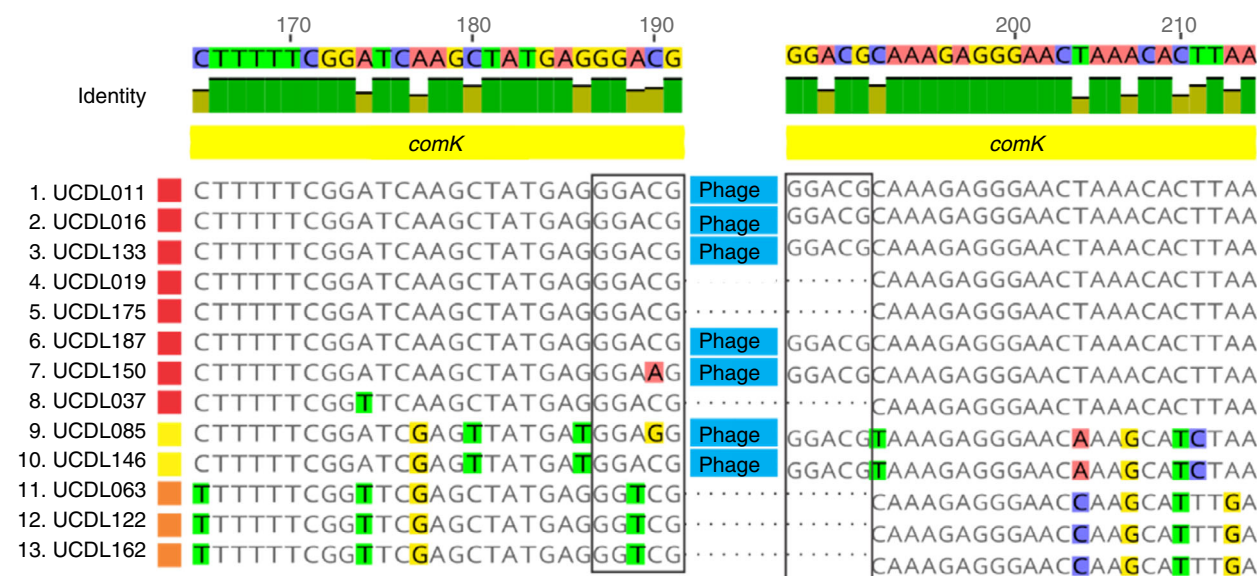 170 180 190 200 210
CTTTTTCGGATCAAGCTATGAGGGACG GGACGCAAAGAGGGAACTAAACACTTAA
Identity
comK comK
1. UCDL011 CTTTTTCGGATCAAGCTATGAGGGACG Phage GGACGCAAAGAGGGAACTAAACACTTAA
2. UCDL016 CTTTTTCGGATCAAGCTATGAGGGACG Phage GGACGCAAAGAGGGAACTAAACACTTAA
3. UCDL133 CTTTTTCGGATCAAGCTATGAGGGACG Phage GGACGCAAAGAGGGAACTAAACACTTAA
4. UCDL019 CTTTTTCGGATCAAGCTATGAGGGACG CAAAGAGGGAACTAAACACTTAA
5. UCDL175 CTTTTTCGGATCAAGCTATGAGGGACG CAAAGAGGGAACTAAACACTTAA
6. UCDL187 CTTTTTCGGATCAAGCTATGAGGGACG Phage GGACGCAAAGAGGGAACTAAACACTTAA
7. UCDL150 CTTTTTCGGATCAAGCTATGAGGGAAG Phage GGACGCAAAGAGGGAACTAAACACTTAA
8. UCDL037 CTTTTTCGGTTCAAGCTATGAGGGACG CAAAGAGGGAACTAAACACTTAA
9. UCDL085 CTTTTTCGGATCGAGTTATGATGGAGG Phage GGACGTAAAGAGGGAACAAAGCATCTAA
10. UCDL146 CTTTTTCGGATCGAGTTATGATGGACG Phage GGACGTAAAGAGGGAACAAAGCATCTAA
11. UCDL063 TTTTTTCGGTTCGAGCTATGAGGGTCG CAAAGAGGGAACCAAGCATTTGA
12. UCDL122 TTTTTTCGGTTCGAGCTATGAGGGTCG CAAAGAGGGAACCAAGCATTTGA
13. UCDL162 TTTTTTCGGTTCGAGCTATGAGGGTCG CAAAGAGGGAACCAAGCATTTGA